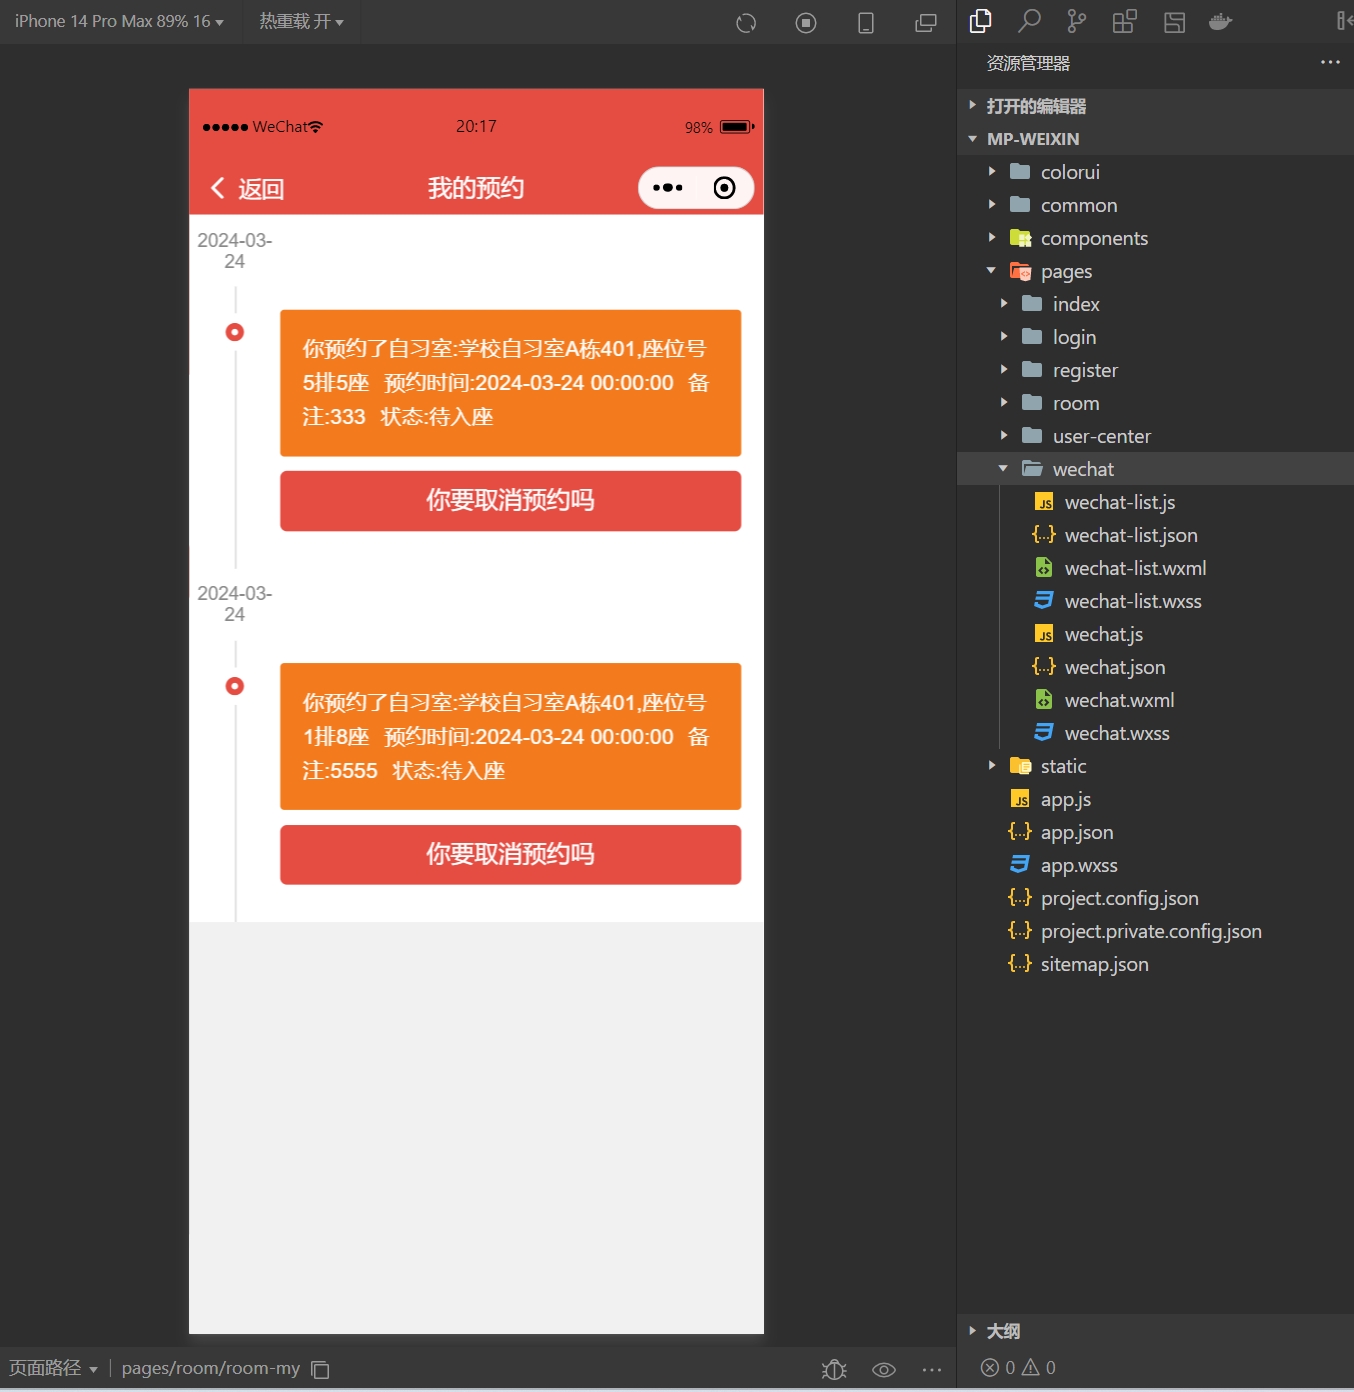 iPhone 14 Pro Max 89% 16
热重载 开
WeChat
20:17
98%
返回
我的预约
2024-03-
24
你预约了自习室:学校自习室A栋401,座位号
5排5座 预约时间:2024-03-24 00:00:00 备
注:333 状态:待入座
你要取消预约吗
2024-03-
24
你预约了自习室:学校自习室A栋401,座位号
1排8座 预约时间:2024-03-24 00:00:00 备
注:5555 状态:待入座
你要取消预约吗
页面路径
pages/room/room-my
资源管理器
打开的编辑器
MP-WEIXIN
colorui
common
components
pages
index
login
register
room
user-center
wechat
wechat-list.js
wechat-list.json
wechat-list.wxml
wechat-list.wxss
wechat.js
wechat.json
wechat.wxml
wechat.wxss
static
app.js
app.json
app.wxss
project.config.json
project.private.config.json
sitemap.json
大纲
0 0